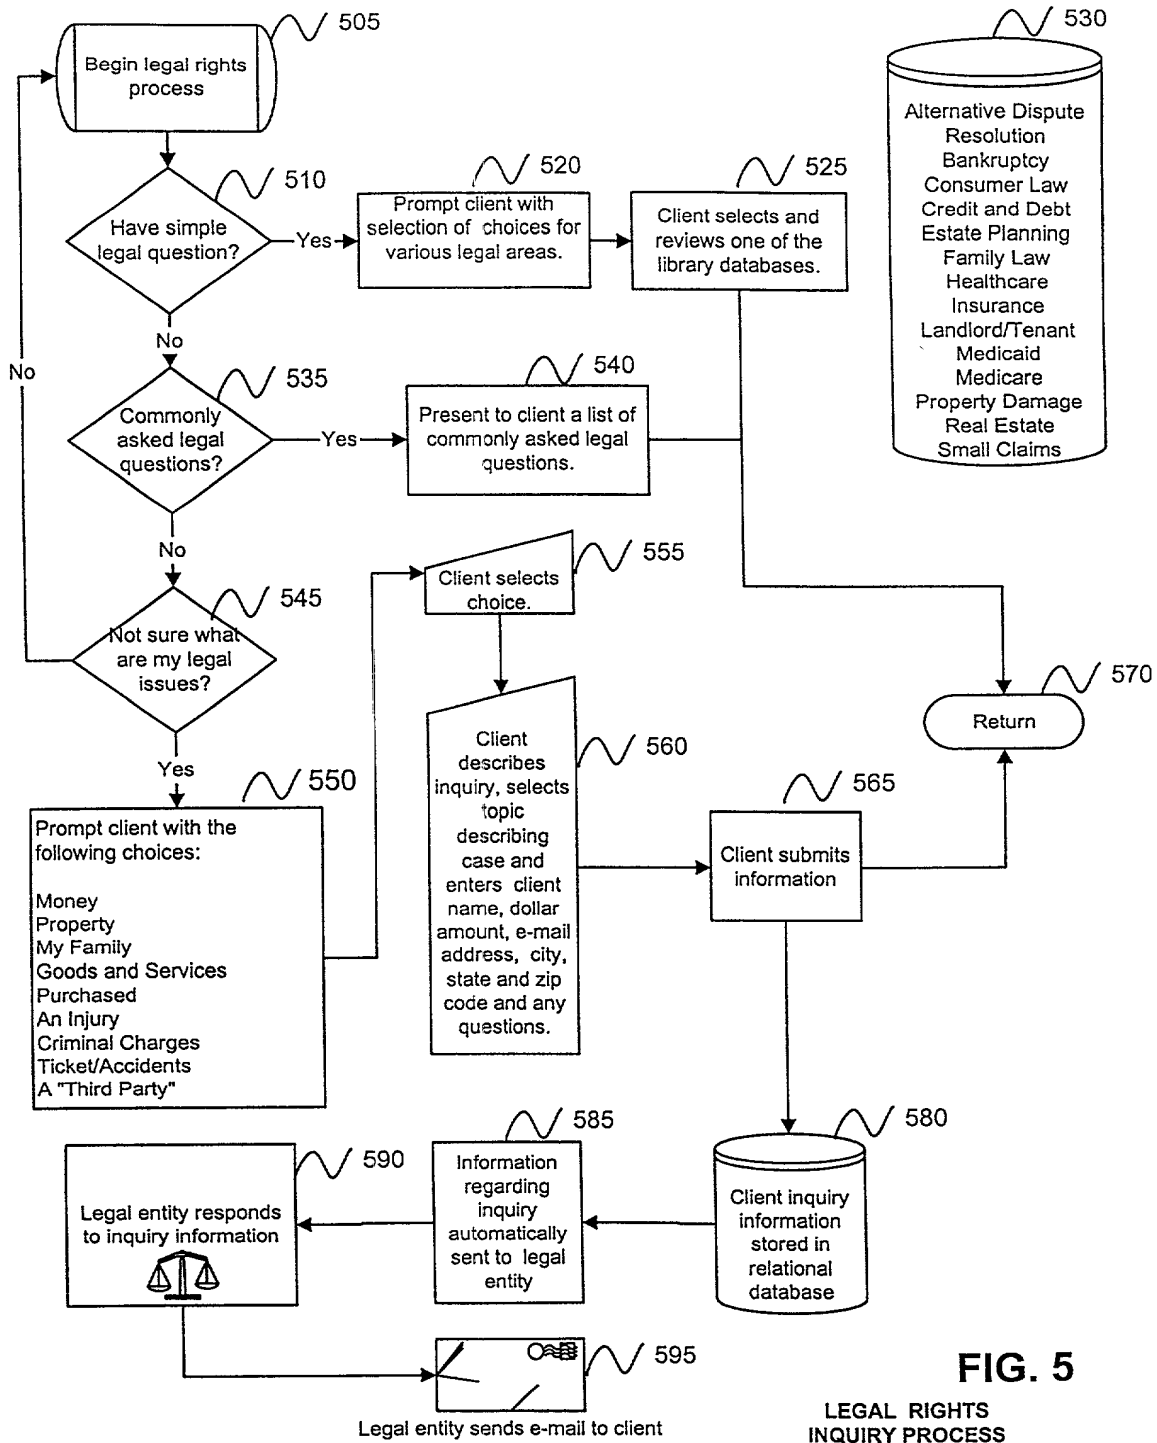 505
Begin legal rights
process
510
Have simple
legal question?
Yes
520
Prompt client with
selection of choices for
various legal areas.
525
Client selects and
reviews one of the
library databases.
530
Alternative Dispute
Resolution
Bankruptcy
Consumer Law
Credit and Debt
Estate Planning
Family Law
Healthcare
Insurance
Landlord/Tenant
Medicaid
Medicare
Property Damage
Real Estate
Small Claims
No
No
535
Commonly
asked legal
questions?
Yes
540
Present to client a list of
commonly asked legal
questions.
No
545
Not sure what
are my legal
issues?
Yes
550
Prompt client with the
following choices:
Money
Property
My Family
Goods and Services
Purchased
An Injury
Criminal Charges
Ticket/Accidents
A "Third Party"
555
Client selects
choice.
560
Client
describes
inquiry, selects
topic
describing
case and
enters client
name, dollar
amount, e-mail
address, city,
state and zip
code and any
questions.
565
Client submits
information
570
Return
580
Client inquiry
information
stored in
relational
database
585
Information
regarding
inquiry
automatically
sent to legal
entity
590
Legal entity responds
to inquiry information
595
Legal entity sends e-mail to client
FIG. 5
LEGAL RIGHTS
INQUIRY PROCESS